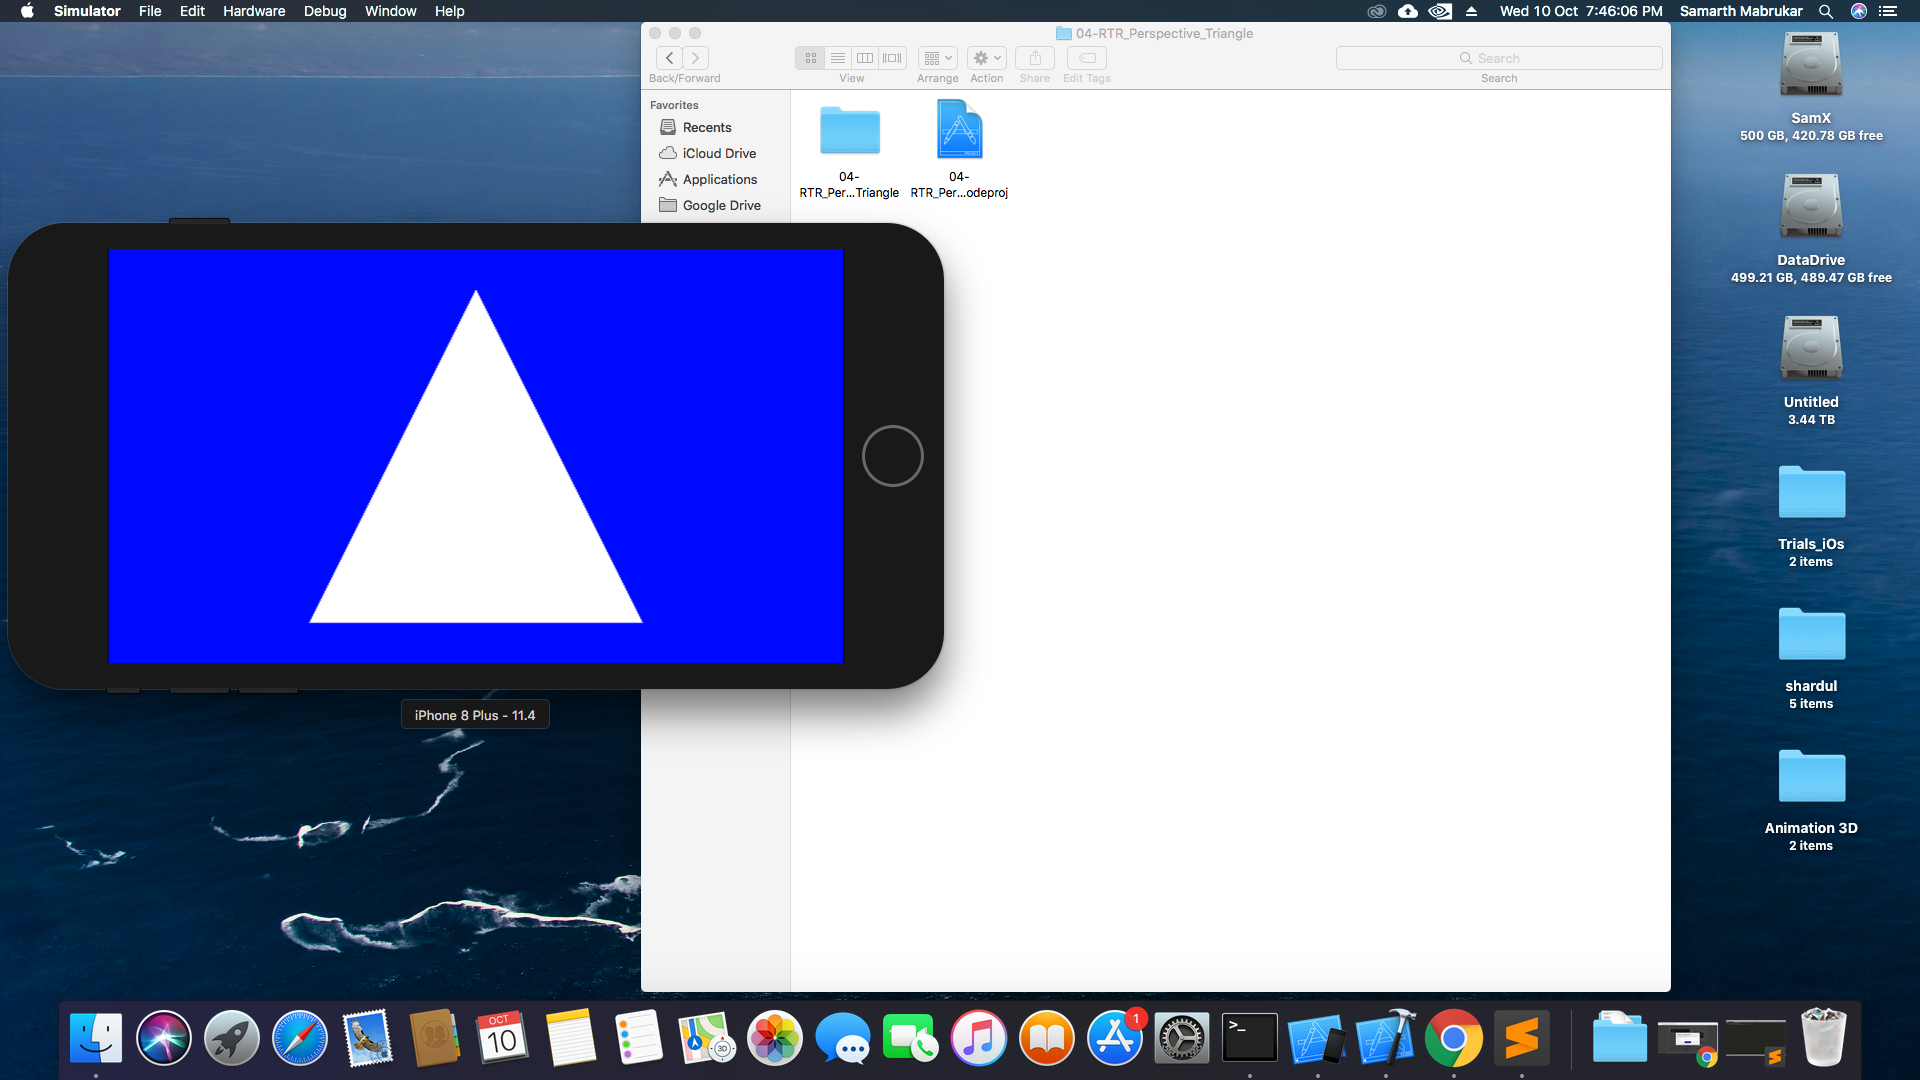 Simulator File Edit Hardware Debug Window Help
Wed 10 Oct 7:46:06 PM Samarth Mabrukar
04-RTR_Perspective_Triangle
Search
Back/Forward View Arrange Action Share Edit Tags Search
Favorites
Recents
iCloud Drive
Applications
Google Drive
04-
RTR_Per...Triangle
04-
RTR_Per...odeproj
iPhone 8 Plus - 11.4
SamX
500 GB, 420.78 GB free
DataDrive
499.21 GB, 489.47 GB free
Untitled
3.44 TB
Trials_iOs
2 items
shardul
5 items
Animation 3D
2 items
OCT
10
3D
1
>_